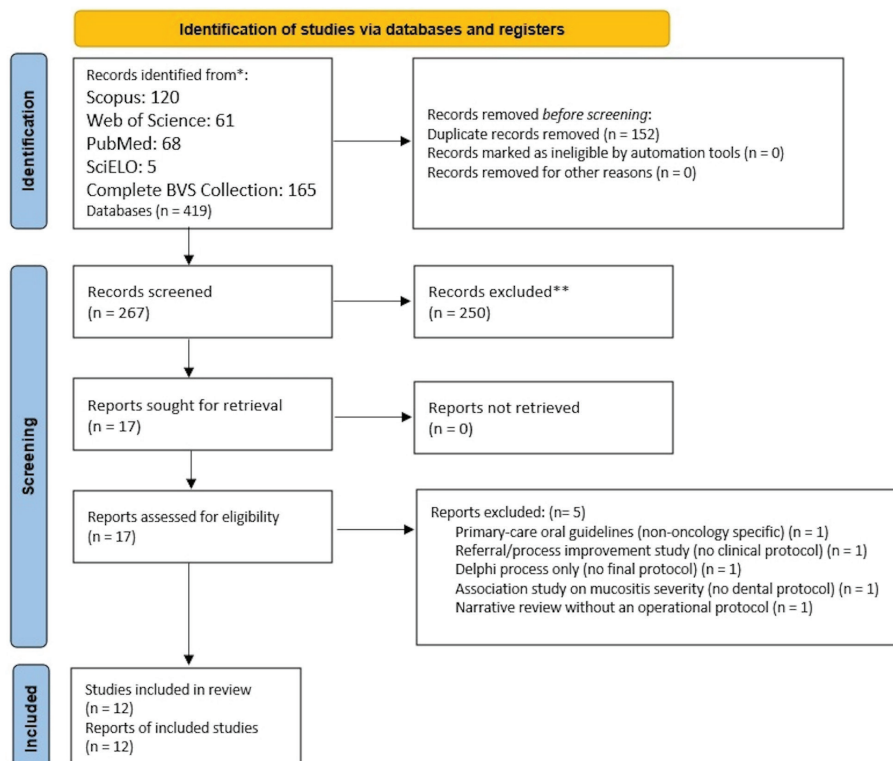 Identification of studies via databases and registers
Identification
Records identified from*:
Scopus: 120
Web of Science: 61
PubMed: 68
SciELO: 5
Complete BVS Collection: 165
Databases (n = 419)
Records removed before screening:
Duplicate records removed (n = 152)
Records marked as ineligible by automation tools (n = 0)
Records removed for other reasons (n = 0)
Screening
Records screened
(n = 267)
Records excluded**
(n = 250)
Reports sought for retrieval
(n = 17)
Reports not retrieved
(n = 0)
Reports assessed for eligibility
(n = 17)
Reports excluded: (n= 5)
Primary-care oral guidelines (non-oncology specific) (n = 1)
Referral/process improvement study (no clinical protocol) (n = 1)
Delphi process only (no final protocol) (n = 1)
Association study on mucositis severity (no dental protocol) (n = 1)
Narrative review without an operational protocol (n = 1)
Included
Studies included in review
(n = 12)
Reports of included studies
(n = 12)